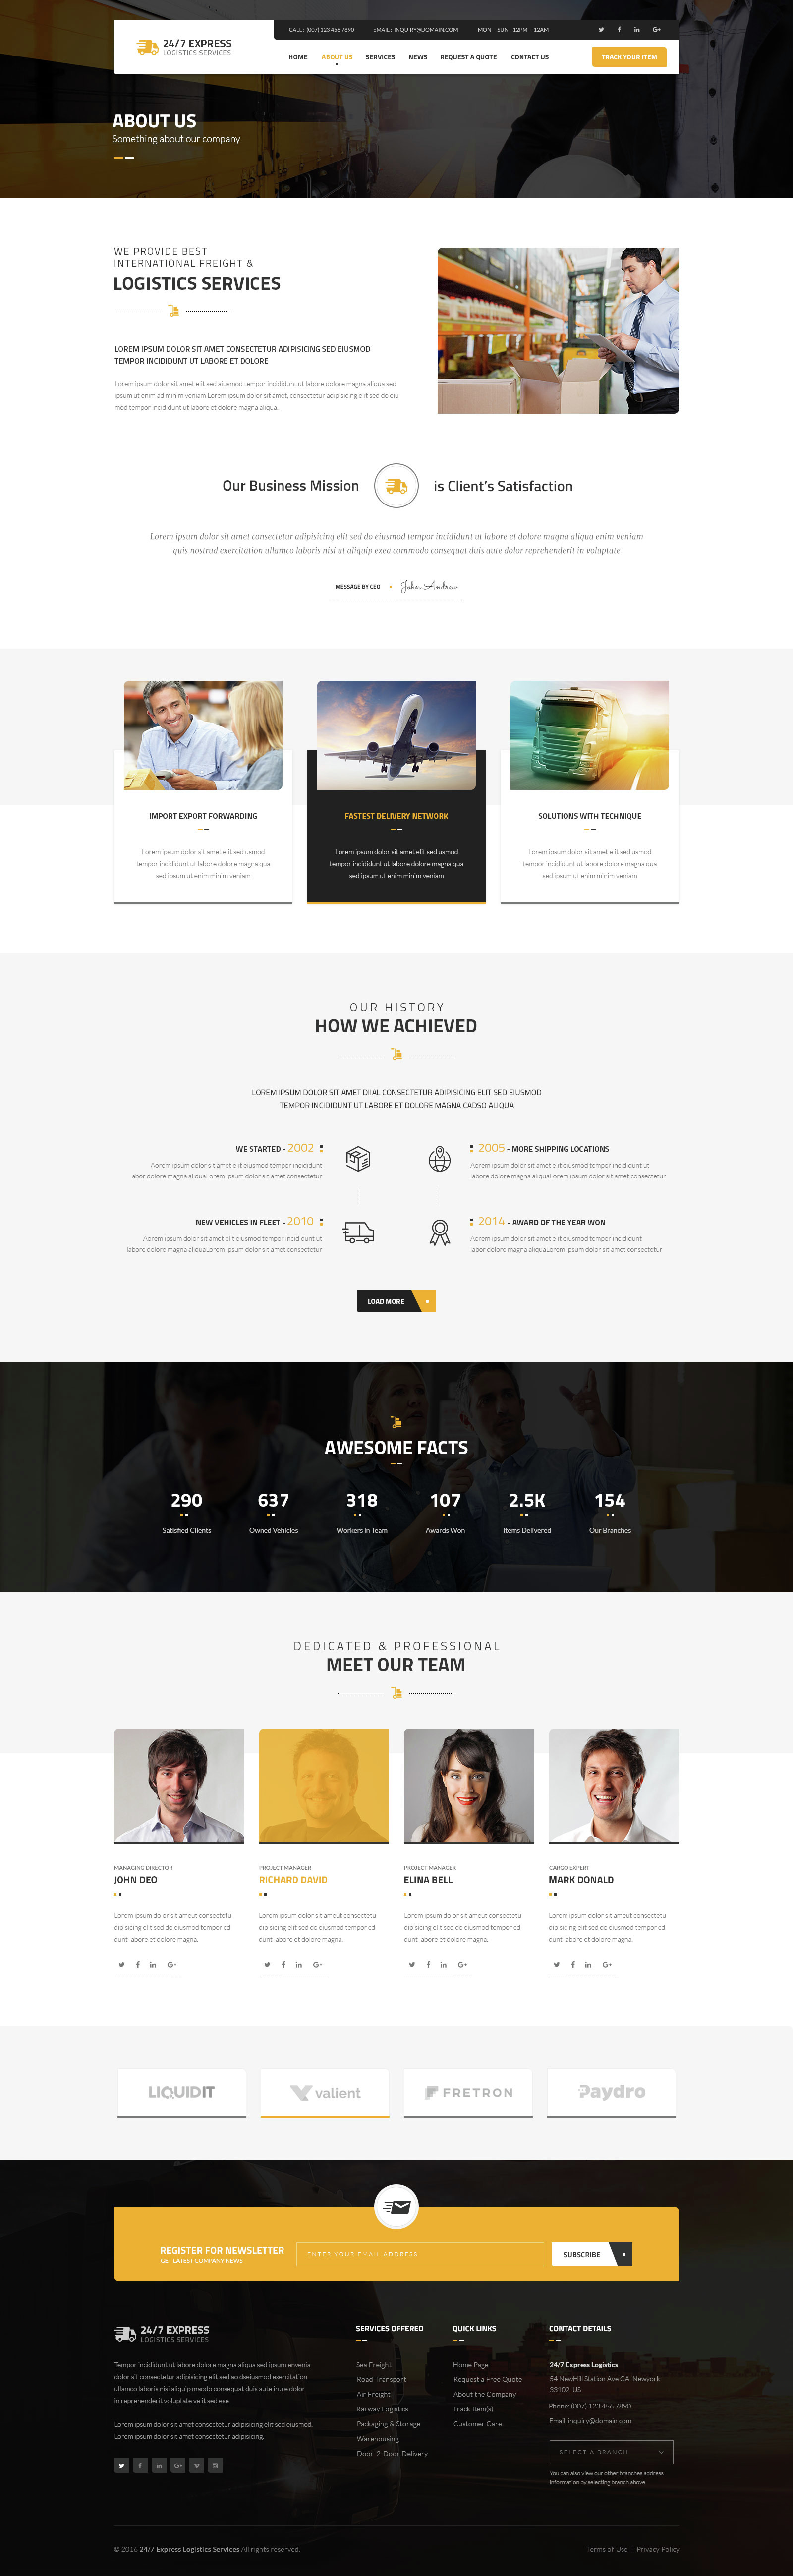 24/7 EXPRESS
LOGISTICS SERVICES
CALL : (007) 123 456 7890
EMAIL : INQUIRY@DOMAIN.COM
MON - SUN : 12PM - 12AM
HOME
ABOUT US
SERVICES
NEWS
REQUEST A QUOTE
CONTACT US
TRACK YOUR ITEM
ABOUT US
Something about our company
WE PROVIDE BEST
INTERNATIONAL FREIGHT &
LOGISTICS SERVICES
LOREM IPSUM DOLOR SIT AMET CONSECTETUR ADIPISICING SED EIUSMOD
TEMPOR INCIDIDUNT UT LABORE ET DOLORE
Lorem ipsum dolor sit amet elit sed eiusmod tempor incididunt ut labore dolore magna aliqua sed
ipsum ut enim ad minim veniam Lorem ipsum dolor sit amet, consectetur adipisicing elit sed do eiu
mod tempor incididunt ut labore et dolore magna aliqua.
Our Business Mission
is Client's Satisfaction
Lorem ipsum dolor sit amet consectetur adipisicing elit sed do eiusmod tempor incididunt ut labore et dolore magna aliqua enim veniam
quis nostrud exercitation ullamco laboris nisi ut aliquip exea commodo consequat duis aute dolor reprehenderit in voluptate
MESSAGE BY CEO
John Andrew
IMPORT EXPORT FORWARDING
Lorem ipsum dolor sit amet elit sed usmod
tempor incididunt ut labore dolore magna qua
sed ipsum ut enim minim veniam
FASTEST DELIVERY NETWORK
Lorem ipsum dolor sit amet elit sed usmod
tempor incididunt ut labore dolore magna qua
sed ipsum ut enim minim veniam
SOLUTIONS WITH TECHNIQUE
Lorem ipsum dolor sit amet elit sed usmod
tempor incididunt ut labore dolore magna qua
sed ipsum ut enim minim veniam
OUR HISTORY
HOW WE ACHIEVED
LOREM IPSUM DOLOR SIT AMET DIIAL CONSECTETUR ADIPISICING ELIT SED EIUSMOD
TEMPOR INCIDIDUNT UT LABORE ET DOLORE MAGNA CADSO ALIQUA
WE STARTED - 2002
Aorem ipsum dolor sit amet elit eiusmod tempor incididunt
labor dolore magna aliquaLorem ipsum dolor sit amet consectetur
2005 - MORE SHIPPING LOCATIONS
Aorem ipsum dolor sit amet elit eiusmod tempor incididunt ut
labore dolore magna aliquaLorem ipsum dolor sit amet consectetur
NEW VEHICLES IN FLEET - 2010
Aorem ipsum dolor sit amet elit eiusmod tempor incididunt ut
labore dolore magna aliquaLorem ipsum dolor sit amet consectetur
2014 - AWARD OF THE YEAR WON
Aorem ipsum dolor sit amet elit eiusmod tempor incididunt
labor dolore magna aliquaLorem ipsum dolor sit amet consectetur
LOAD MORE
AWESOME FACTS
290
637
318
107
2.5K
154
Satisfied Clients
Owned Vehicles
Workers in Team
Awards Won
Items Delivered
Our Branches
DEDICATED & PROFESSIONAL
MEET OUR TEAM
MANAGING DIRECTOR
JOHN DEO
Lorem ipsum dolor sit ameut consectetu
dipisicing elit sed do eiusmod tempor cd
dunt labore et dolore magna.
PROJECT MANAGER
RICHARD DAVID
Lorem ipsum dolor sit ameut consectetu
dipisicing elit sed do eiusmod tempor cd
dunt labore et dolore magna.
PROJECT MANAGER
ELINA BELL
Lorem ipsum dolor sit ameut consectetu
dipisicing elit sed do eiusmod tempor cd
dunt labore et dolore magna.
CARGO EXPERT
MARK DONALD
Lorem ipsum dolor sit ameut consectetu
dipisicing elit sed do eiusmod tempor cd
dunt labore et dolore magna.
LIQUIDIT
valient
FRETRON
Paydro
REGISTER FOR NEWSLETTER
GET LATEST COMPANY NEWS
ENTER YOUR EMAIL ADDRESS
SUBSCRIBE
24/7 EXPRESS
LOGISTICS SERVICES
Tempor incididunt ut labore dolore magna aliqua sed ipsum envenia
dolor sit consectetur adipisicing elit sed ad dseiusmod exercitation
ullamco laboris nisi aliquip maodo consequat duis aute irure dolor
in reprehenderit voluptate velit sed ese.
Lorem ipsum dolor sit amet consectetur adipisicing elit sed eiusmod.
Lorem ipsum dolor sit amet consectetur adipisicing.
SERVICES OFFERED
Sea Freight
Road Transport
Air Freight
Railway Logistics
Packaging & Storage
Warehousing
Door-2-Door Delivery
QUICK LINKS
Home Page
Request a Free Quote
About the Company
Track Item(s)
Customer Care
CONTACT DETAILS
24/7 Express Logistics
54 NewHill Station Ave CA, Newyork
33102 US
Phone: (007) 123 456 7890
Email: inquiry@domain.com
SELECT A BRANCH
You can also view our other branches address
information by selecting branch above.
© 2016 24/7 Express Logistics Services All rights reserved.
Terms of Use | Privacy Policy